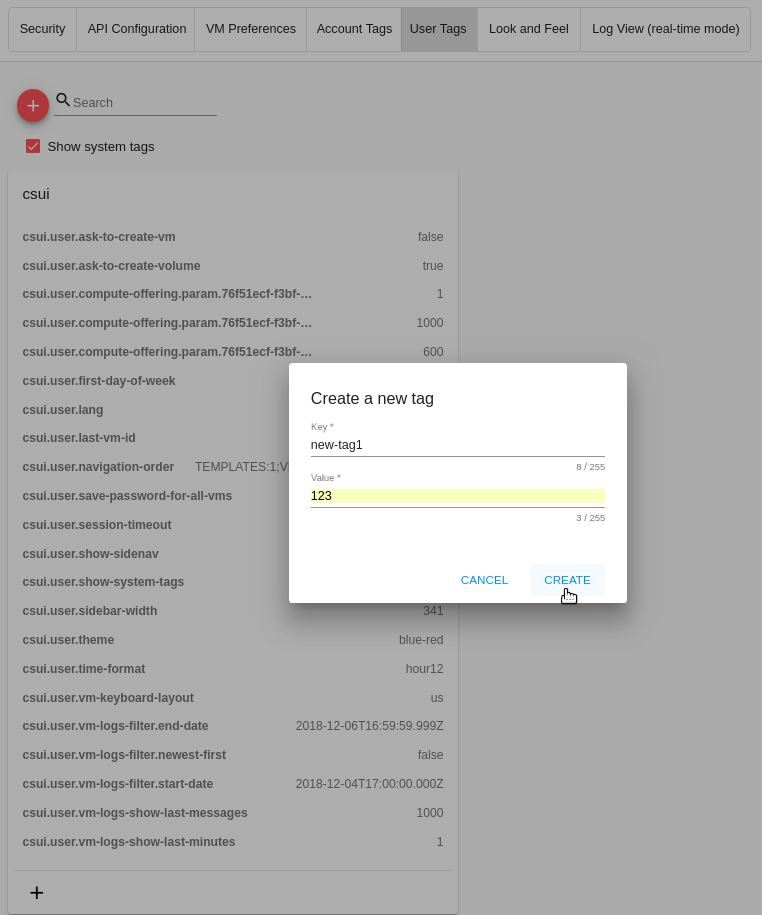 Security API Configuration VM Preferences Account Tags User Tags Look and Feel Log View (real-time mode)
Search
Show system tags
csui
csui.user.ask-to-create-vm false
csui.user.ask-to-create-volume true
csui.user.compute-offering.param.76f51ecf-f3bf-… 1
csui.user.compute-offering.param.76f51ecf-f3bf-… 1000
csui.user.compute-offering.param.76f51ecf-f3bf-… 600
csui.user.first-day-of-week
csui.user.lang
csui.user.last-vm-id
csui.user.navigation-order TEMPLATES:1;V
csui.user.save-password-for-all-vms
csui.user.session-timeout
csui.user.show-sidenav
csui.user.show-system-tags
csui.user.sidebar-width 341
csui.user.theme blue-red
csui.user.time-format hour12
csui.user.vm-keyboard-layout us
csui.user.vm-logs-filter.end-date 2018-12-06T16:59:59.999Z
csui.user.vm-logs-filter.newest-first false
csui.user.vm-logs-filter.start-date 2018-12-04T17:00:00.000Z
csui.user.vm-logs-show-last-messages 1000
csui.user.vm-logs-show-last-minutes 1
Create a new tag
Key *
new-tag1
8 / 255
Value *
123
3 / 255
CANCEL CREATE